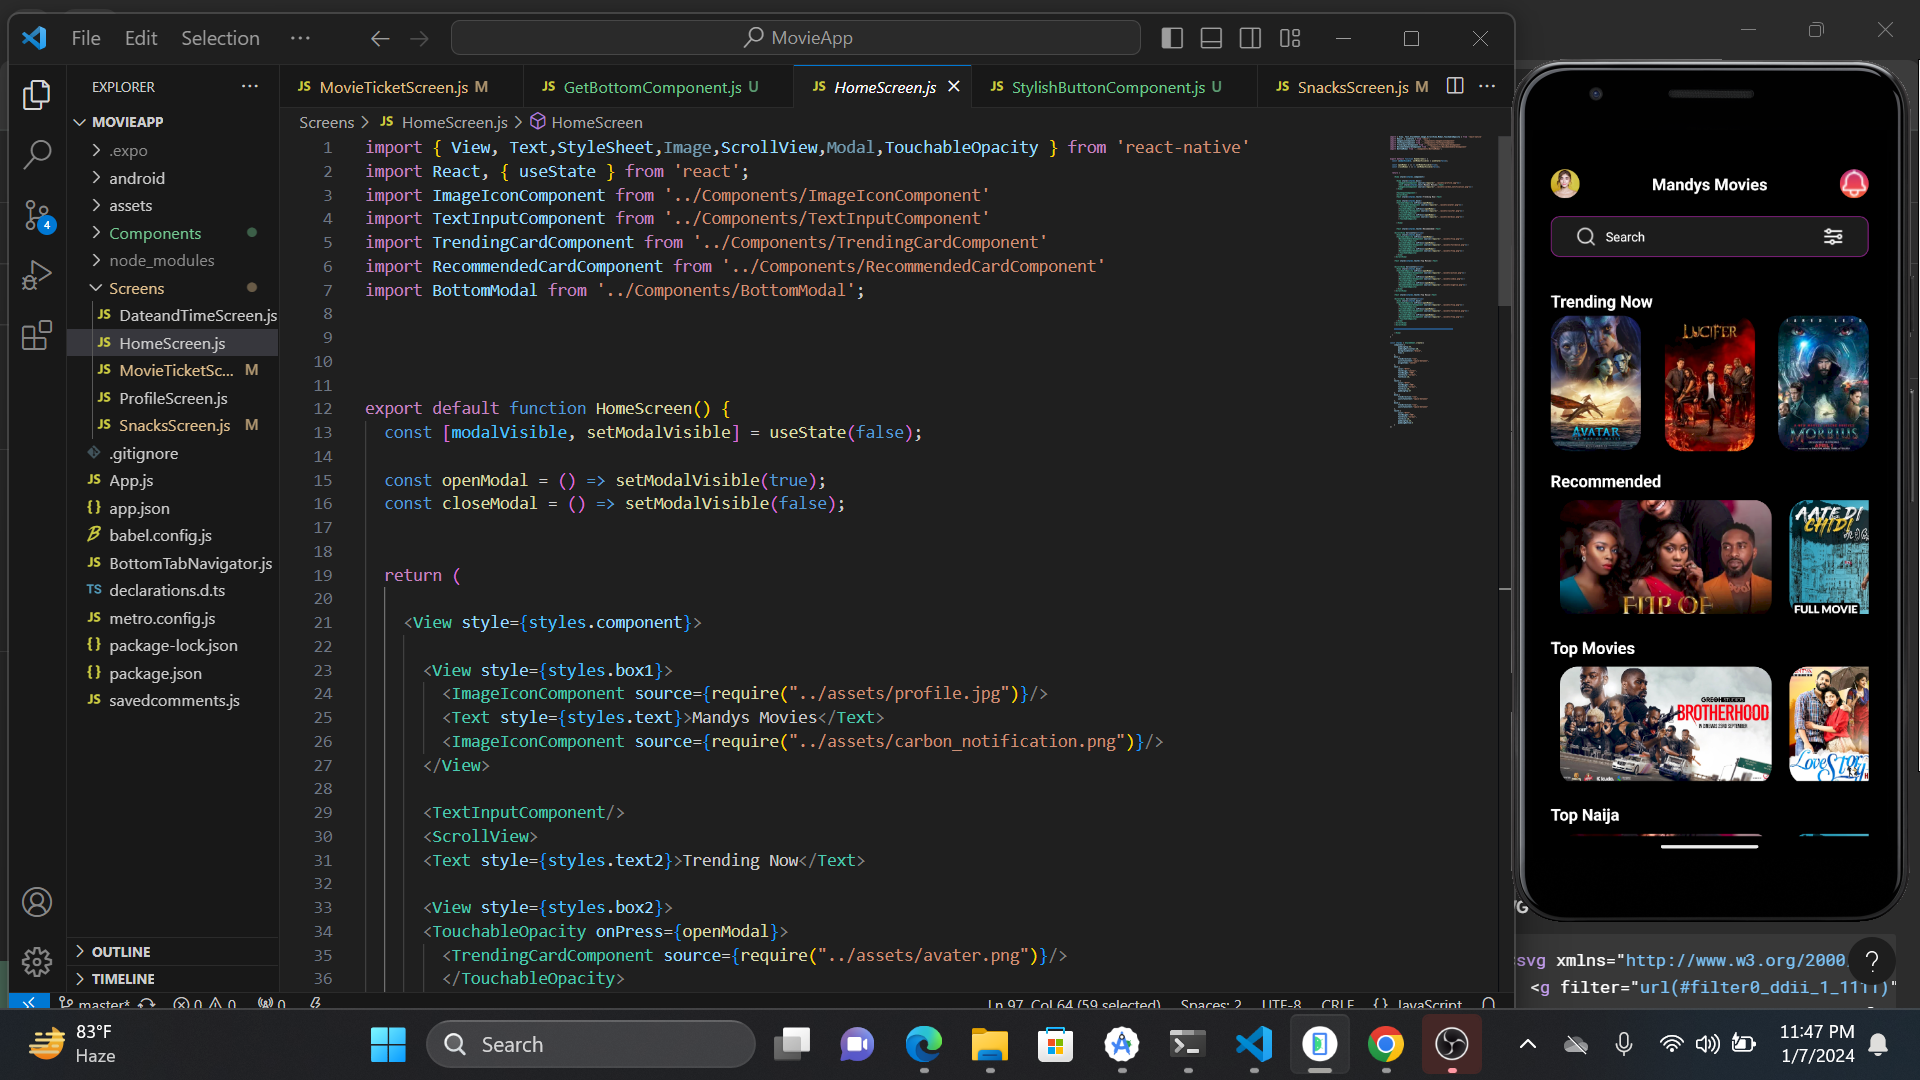 File Edit Selection ··· MovieApp
EXPLORER
MOVIEAPP
.expo
android
assets
Components
node_modules
Screens
JS DateandTimeScreen.js
JS HomeScreen.js
JS MovieTicketSc... M
JS ProfileScreen.js
JS SnacksScreen.js M
.gitignore
JS App.js
{} app.json
babel.config.js
JS BottomTabNavigator.js
TS declarations.d.ts
JS metro.config.js
{} package-lock.json
{} package.json
JS savedcomments.js
OUTLINE
TIMELINE
4
JS MovieTicketScreen.js M JS GetBottomComponent.js U JS HomeScreen.js JS StylishButtonComponent.js U JS SnacksScreen.js M
Screens > JS HomeScreen.js > HomeScreen
1 import { View, Text,StyleSheet,Image,ScrollView,Modal,TouchableOpacity } from 'react-native'
2 import React, { useState } from 'react';
3 import ImageIconComponent from '../Components/ImageIconComponent'
4 import TextInputComponent from '../Components/TextInputComponent'
5 import TrendingCardComponent from '../Components/TrendingCardComponent'
6 import RecommendedCardComponent from '../Components/RecommendedCardComponent'
7 import BottomModal from '../Components/BottomModal';
8
9
10
11
12 export default function HomeScreen() {
13 const [modalVisible, setModalVisible] = useState(false);
14
15 const openModal = () => setModalVisible(true);
16 const closeModal = () => setModalVisible(false);
17
18
19 return (
20
21 <View style={styles.component}>
22
23 <View style={styles.box1}>
24 <ImageIconComponent source={require("../assets/profile.jpg")}/>
25 <Text style={styles.text}>Mandys Movies</Text>
26 <ImageIconComponent source={require("../assets/carbon_notification.png")}/>
27 </View>
28
29 <TextInputComponent/>
30 <ScrollView>
31 <Text style={styles.text2}>Trending Now</Text>
32
33 <View style={styles.box2}>
34 <TouchableOpacity onPress={openModal}>
35 <TrendingCardComponent source={require("../assets/avater.png")}/>
36 </TouchableOpacity>
master* 0 0 0 Ln 97, Col 64 (59 selected) Spaces: 2 UTF-8 CRLF {} JavaScript
Mandys Movies
Search
Trending Now
AVATAR
LUCIFER
JARED LETO
MORBIUS
Recommended
AATE DI
CHIDI
FULL MOVIE
Top Movies
BROTHERHOOD
Love Story
Top Naija
svg xmlns="http://www.w3.org/2000/
<g filter="url(#filter0_ddii_1_1111)"
?
83°F
Haze
Search
11:47 PM
1/7/2024